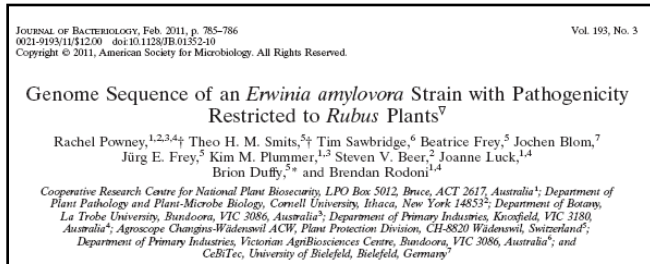 JOURNAL OF BACTERIOLOGY, Feb. 2011, p. 785–786 Vol. 193, No. 3
0021-9193/11/$12.00 doi:10.1128/JB.01352-10
Copyright © 2011, American Society for Microbiology. All Rights Reserved.
Genome Sequence of an Erwinia amylovora Strain with Pathogenicity
Restricted to Rubus Plants∇
Rachel Powney,1,2,3,4† Theo H. M. Smits,5† Tim Sawbridge,6 Beatrice Frey,5 Jochen Blom,7
Jürg E. Frey,5 Kim M. Plummer,1,3 Steven V. Beer,2 Joanne Luck,1,4
Brion Duffy,5* and Brendan Rodoni1,4
Cooperative Research Centre for National Plant Biosecurity, LPO Box 5012, Bruce, ACT 2617, Australia1; Department of
Plant Pathology and Plant-Microbe Biology, Cornell University, Ithaca, New York 148532; Department of Botany,
La Trobe University, Bundoora, VIC 3086, Australia3; Department of Primary Industries, Knoxfield, VIC 3180,
Australia4; Agroscope Changins-Wädenswil ACW, Plant Protection Division, CH-8820 Wädenswil, Switzerland5;
Department of Primary Industries, Victorian AgriBiosciences Centre, Bundoora, VIC 3086, Australia6; and
CeBiTec, University of Bielefeld, Bielefeld, Germany7